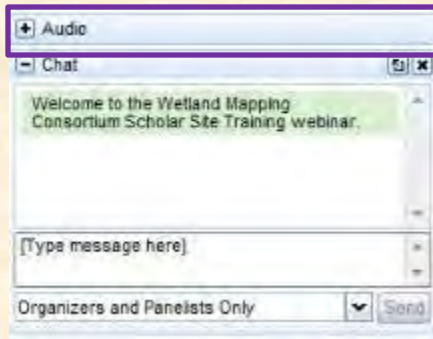 Audio
Chat
Welcome to the Wetland Mapping
Consortium Scholar Site Training webinar.
[Type message here]
Organizers and Panelists Only
Send